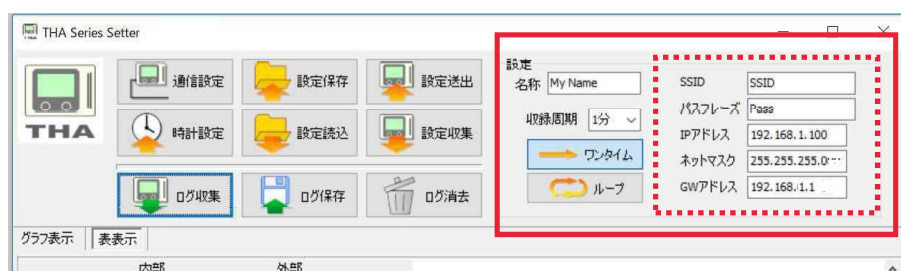 THA Series Setter
THA
通信設定 設定保存 設定送出
時計設定 設定読込 設定収集
ログ収集 ログ保存 ログ消去
設定
名称 My Name
収録周期 1分
ワンタイム
ループ
SSID SSID
パスフレーズ Pass
IPアドレス 192.168.1.100
ネットマスク 255.255.255.0
GWアドレス 192.168.1.1
グラフ表示 表表示
内部 外部